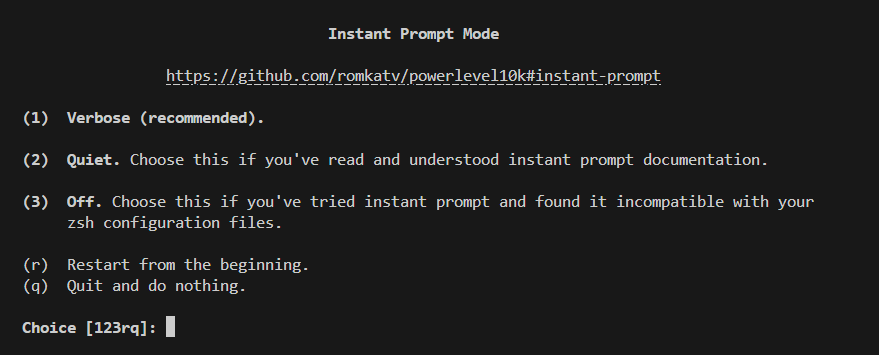 Instant Prompt Mode
https://github.com/romkatv/powerlevel10k#instant-prompt
(1) Verbose (recommended).
(2) Quiet. Choose this if you've read and understood instant prompt documentation.
(3) Off. Choose this if you've tried instant prompt and found it incompatible with your
zsh configuration files.
(r) Restart from the beginning.
(q) Quit and do nothing.
Choice [123rq]: